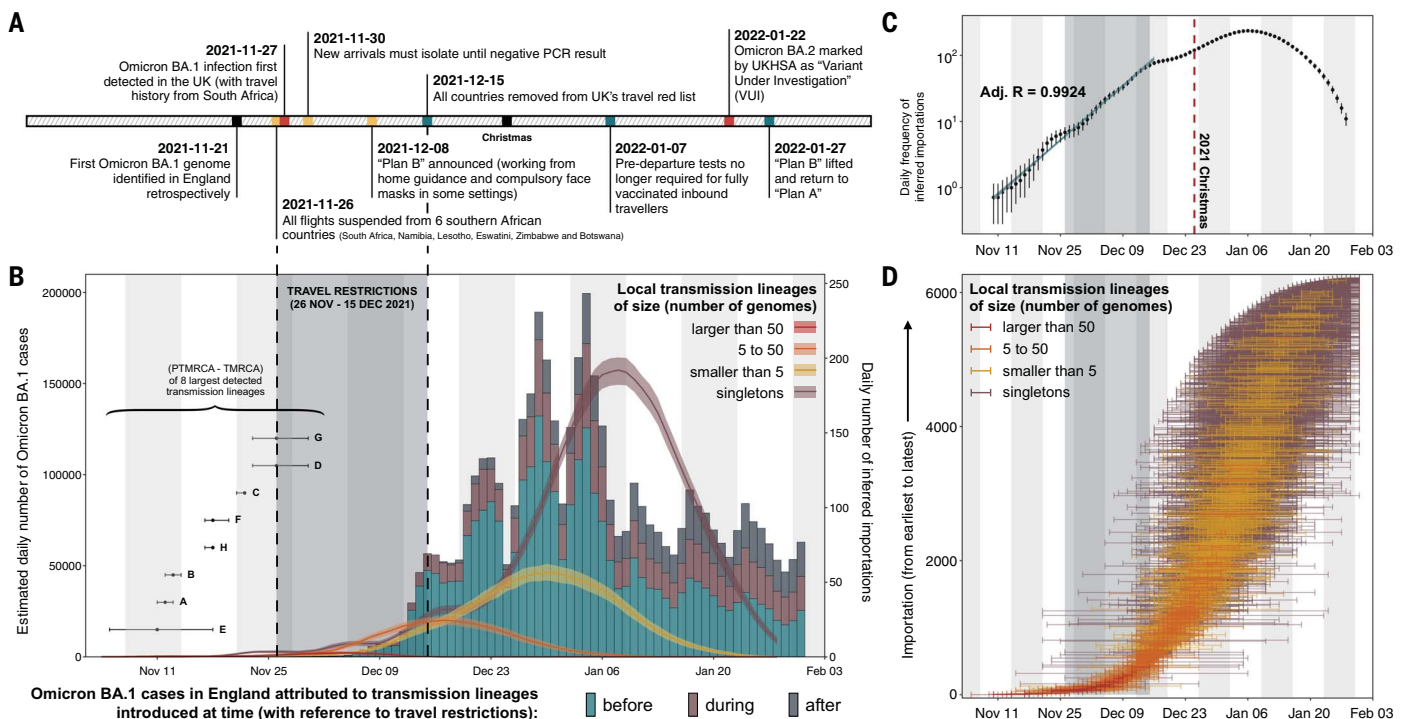 A
2021-11-27
Omicron BA.1 infection first
detected in the UK (with travel
history from South Africa)
2021-11-30
New arrivals must isolate until negative PCR result
2021-12-15
All countries removed from UK's travel red list
2022-01-22
Omicron BA.2 marked
by UKHSA as “Variant
Under Investigation”
(VUI)
Christmas
2021-11-21
First Omicron BA.1 genome
identified in England
retrospectively
2021-11-26
All flights suspended from 6 southern African
countries (South Africa, Namibia, Lesotho, Eswatini, Zimbabwe and Botswana)
2021-12-08
“Plan B” announced (working from
home guidance and compulsory face
masks in some settings)
2022-01-07
Pre-departure tests no
longer required for fully
vaccinated inbound
travellers
2022-01-27
“Plan B” lifted
and return to
“Plan A”
B
Estimated daily number of Omicron BA.1 cases
200000
150000
100000
50000
0
TRAVEL RESTRICTIONS
(26 NOV - 15 DEC 2021)
(PTMRCA - TMRCA)
of 8 largest detected
transmission lineages
G
D
C
F
H
B
A
E
Local transmission lineages
of size (number of genomes)
larger than 50
5 to 50
smaller than 5
singletons
250
200
150
100
50
0
Daily number of inferred importations
Nov 11 Nov 25 Dec 09 Dec 23 Jan 06 Jan 20 Feb 03
Omicron BA.1 cases in England attributed to transmission lineages
introduced at time (with reference to travel restrictions):
before during after
C
Daily frequency of
inferred importations
10²
10¹
10⁰
Adj. R = 0.9924
2021 Christmas
Nov 11 Nov 25 Dec 09 Dec 23 Jan 06 Jan 20 Feb 03
D
Importation (from earliest to latest)
6000
4000
2000
0
Local transmission lineages
of size (number of genomes)
larger than 50
5 to 50
smaller than 5
singletons
Nov 11 Nov 25 Dec 09 Dec 23 Jan 06 Jan 20 Feb 03